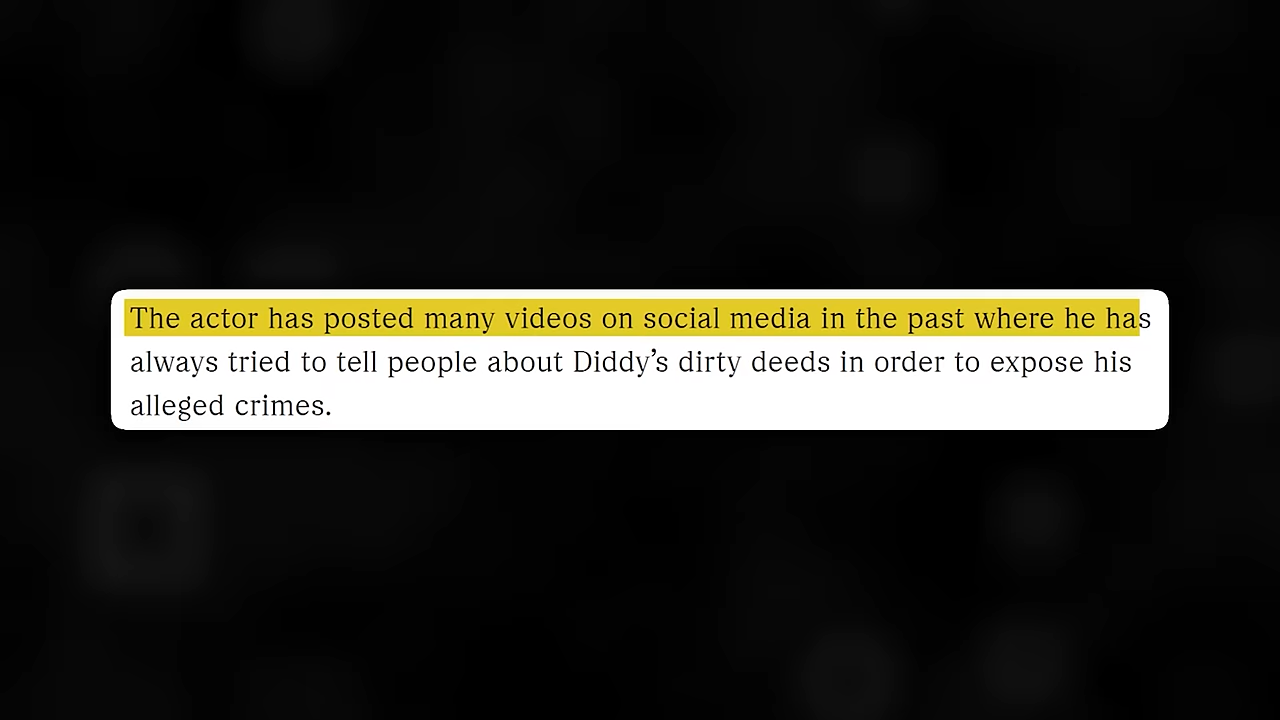 The actor has posted many videos on social media in the past where he has
always tried to tell people about Diddy’s dirty deeds in order to expose his
alleged crimes.